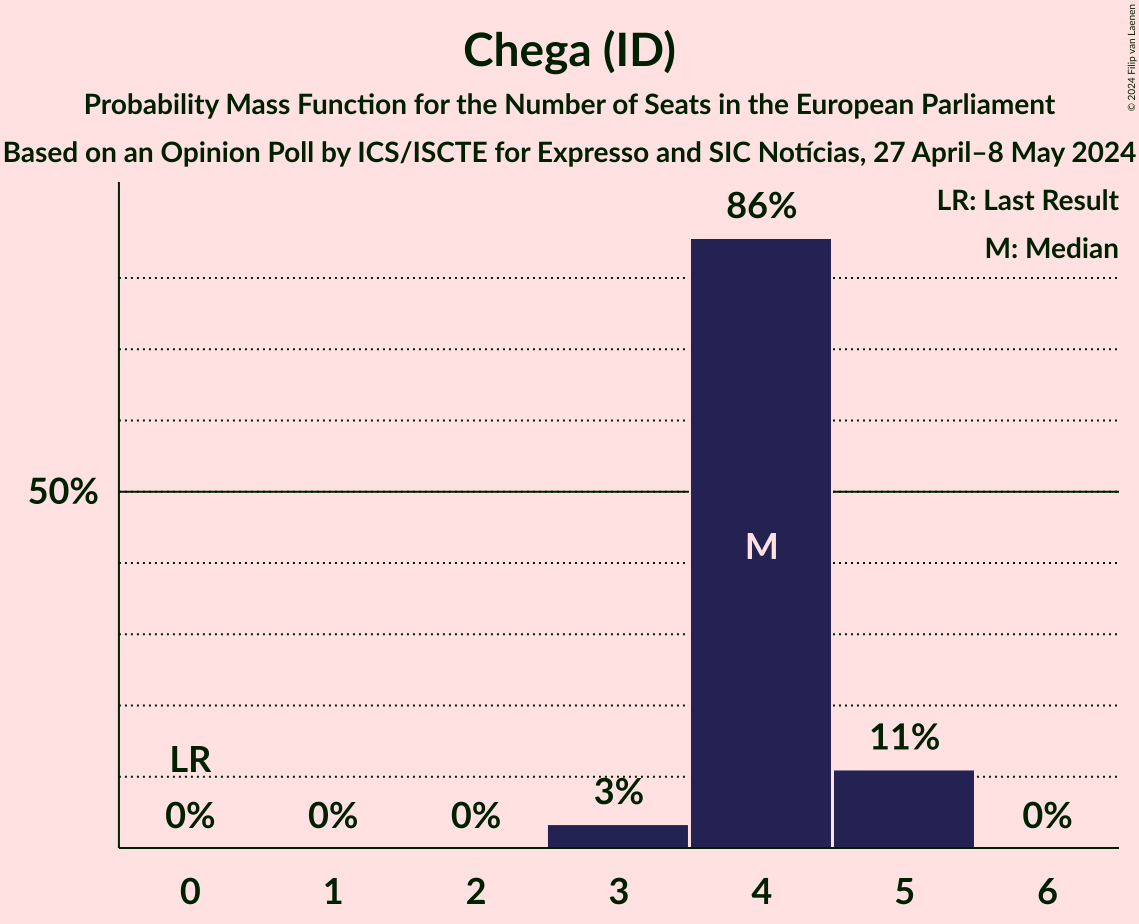 Chega (ID)
Probability Mass Function for the Number of Seats in the European Parliament
Based on an Opinion Poll by ICS/ISCTE for Expresso and SIC Notícias, 27 April–8 May 2024
© 2024 Filip van Laenen
LR: Last Result
M: Median
86%
50%
M
LR
11%
3%
0% 0% 0% 0%
0 1 2 3 4 5 6